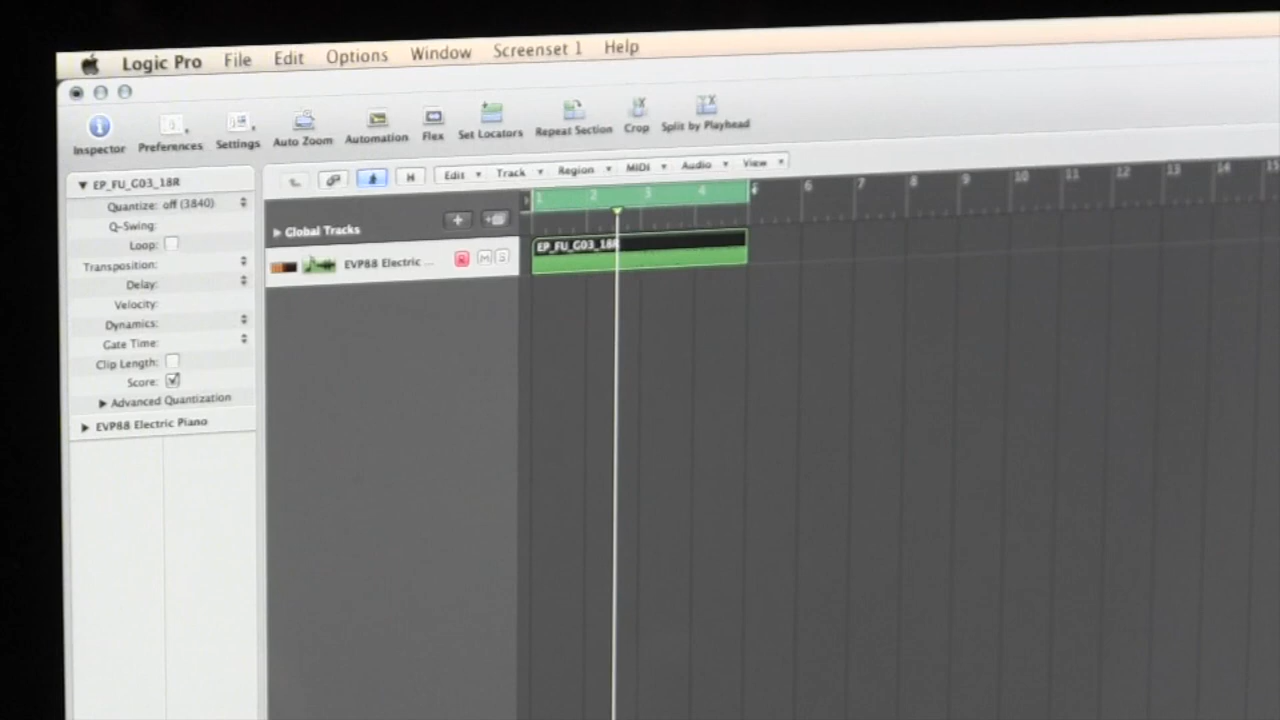 Logic Pro File Edit Options Window Screenset 1 Help
Inspector Preferences Settings Auto Zoom Automation Flex Set Locators Repeat Section Crop Split by Playhead
EP_FU_G03_18R
Quantize: off (3840)
Q-Swing:
Loop:
Transposition:
Delay:
Velocity:
Dynamics:
Gate Time:
Clip Length:
Score:
Advanced Quantization
EVP88 Electric Piano
Edit Track Region MIDI Audio View
1 2 3 4 5 6 7 8 9 10 11 12 13 14 15
Global Tracks
EVP88 Electric ... R M S
EP_FU_G03_18R